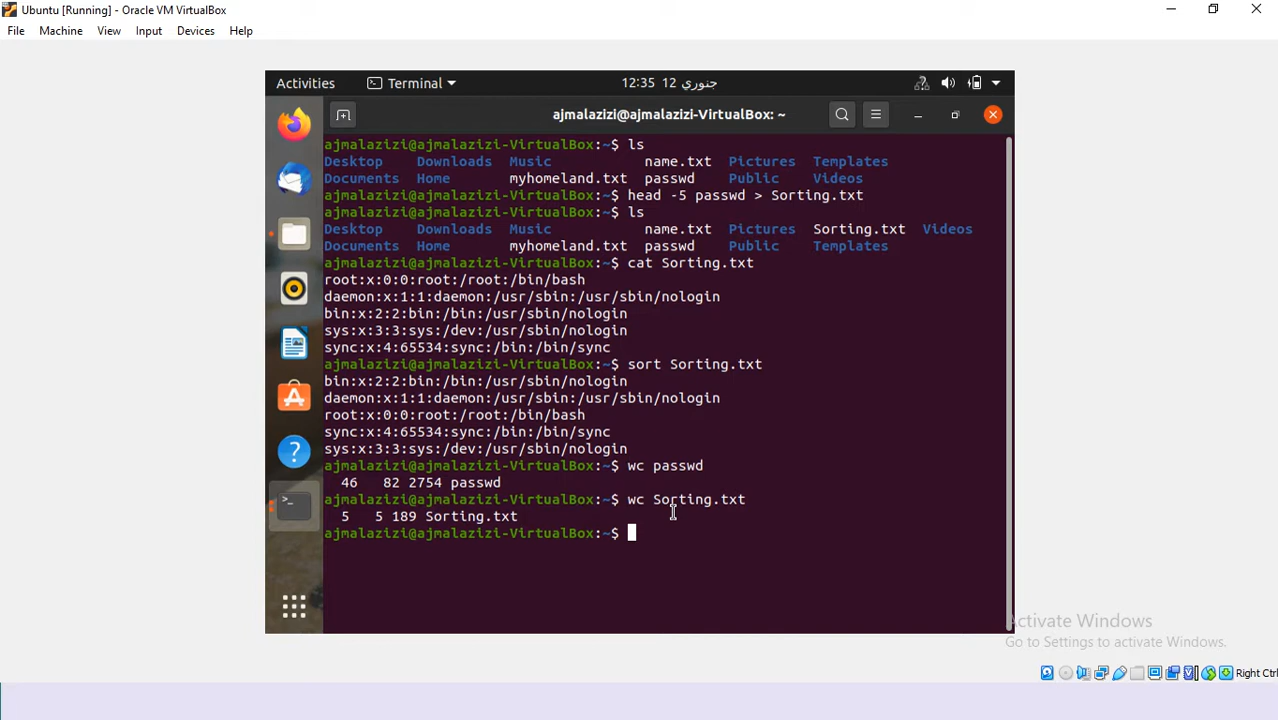 Ubuntu [Running] - Oracle VM VirtualBox
File Machine View Input Devices Help
Activities Terminal 12:35 12 جنوري
ajmalazizi@ajmalazizi-VirtualBox: ~
ajmalazizi@ajmalazizi-VirtualBox:~$ ls
Desktop Downloads Music name.txt Pictures Templates
Documents Home myhomeland.txt passwd Public Videos
ajmalazizi@ajmalazizi-VirtualBox:~$ head -5 passwd > Sorting.txt
ajmalazizi@ajmalazizi-VirtualBox:~$ ls
Desktop Downloads Music name.txt Pictures Sorting.txt Videos
Documents Home myhomeland.txt passwd Public Templates
ajmalazizi@ajmalazizi-VirtualBox:~$ cat Sorting.txt
root:x:0:0:root:/root:/bin/bash
daemon:x:1:1:daemon:/usr/sbin:/usr/sbin/nologin
bin:x:2:2:bin:/bin:/usr/sbin/nologin
sys:x:3:3:sys:/dev:/usr/sbin/nologin
sync:x:4:65534:sync:/bin:/bin/sync
ajmalazizi@ajmalazizi-VirtualBox:~$ sort Sorting.txt
bin:x:2:2:bin:/bin:/usr/sbin/nologin
daemon:x:1:1:daemon:/usr/sbin:/usr/sbin/nologin
root:x:0:0:root:/root:/bin/bash
sync:x:4:65534:sync:/bin:/bin/sync
sys:x:3:3:sys:/dev:/usr/sbin/nologin
ajmalazizi@ajmalazizi-VirtualBox:~$ wc passwd
46 82 2754 passwd
ajmalazizi@ajmalazizi-VirtualBox:~$ wc Sorting.txt
5 5 189 Sorting.txt
ajmalazizi@ajmalazizi-VirtualBox:~$
Activate Windows
Go to Settings to activate Windows.
Right Ctrl